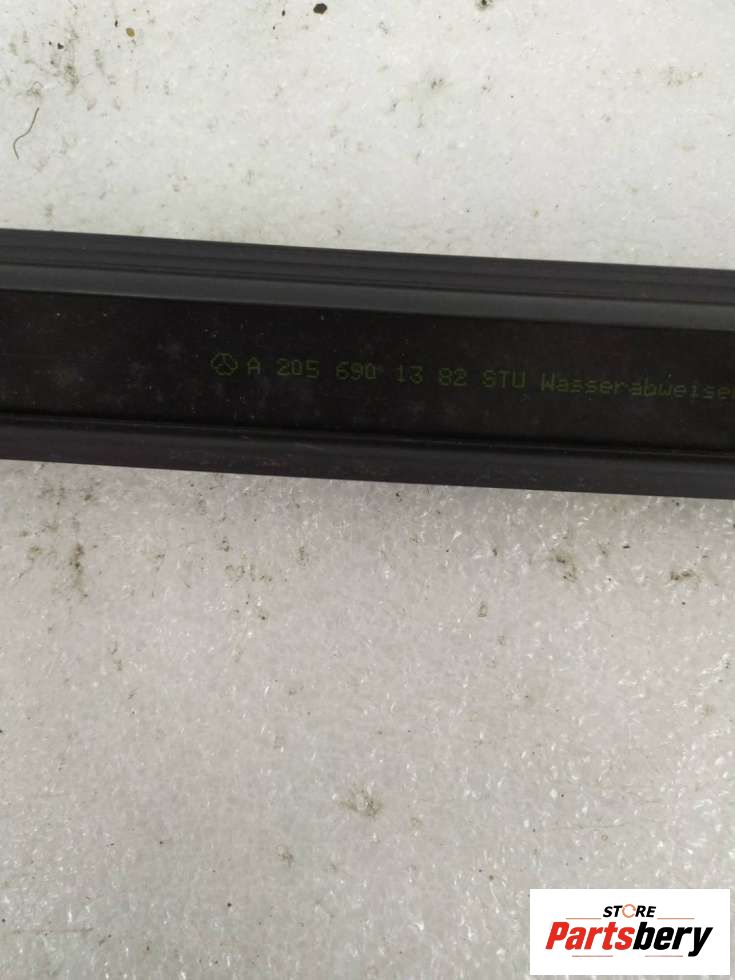 A 205 690 13 82 STU Wasserabweise
STORE
Partsbery